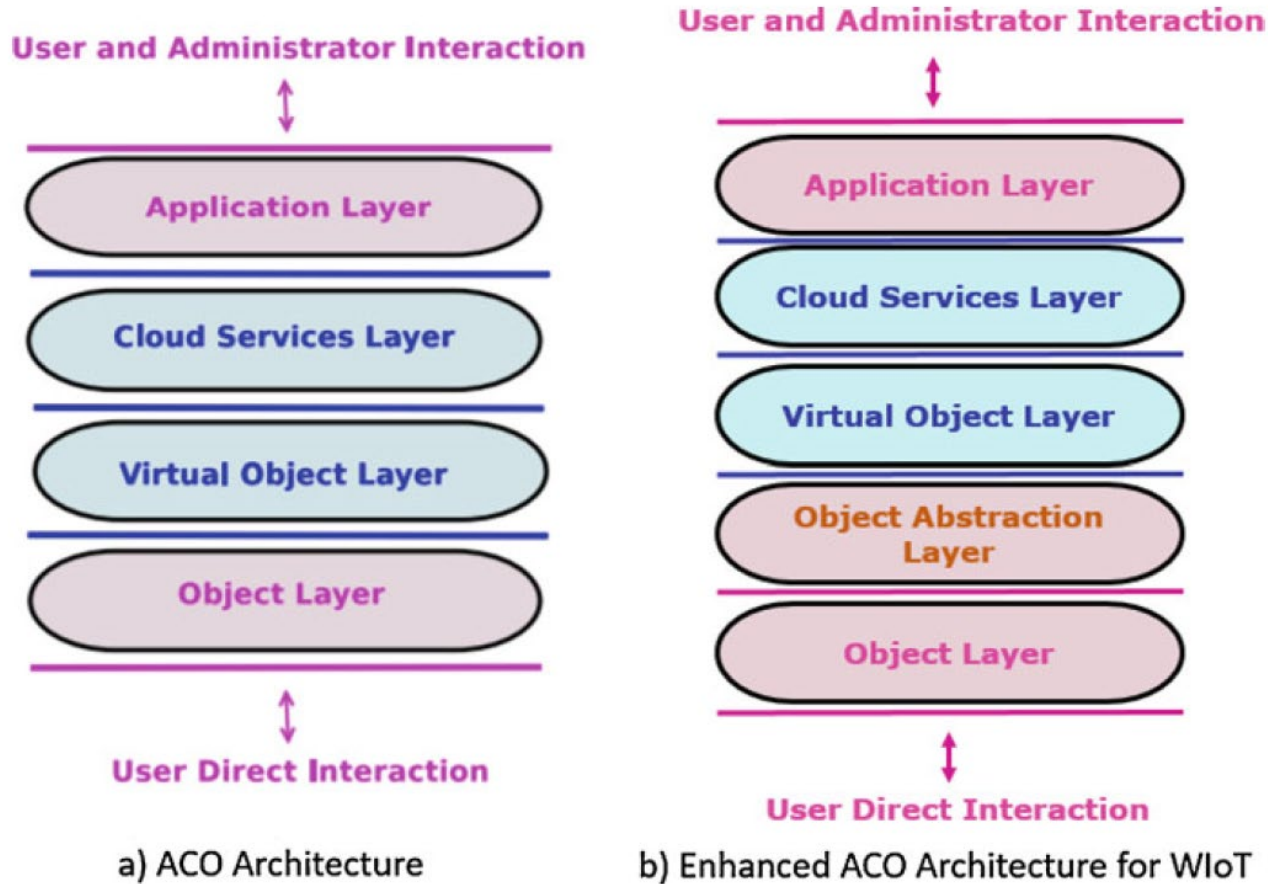 User and Administrator Interaction
Application Layer
Cloud Services Layer
Virtual Object Layer
Object Layer
User Direct Interaction
a) ACO Architecture
User and Administrator Interaction
Application Layer
Cloud Services Layer
Virtual Object Layer
Object Abstraction
Layer
Object Layer
User Direct Interaction
b) Enhanced ACO Architecture for WIoT